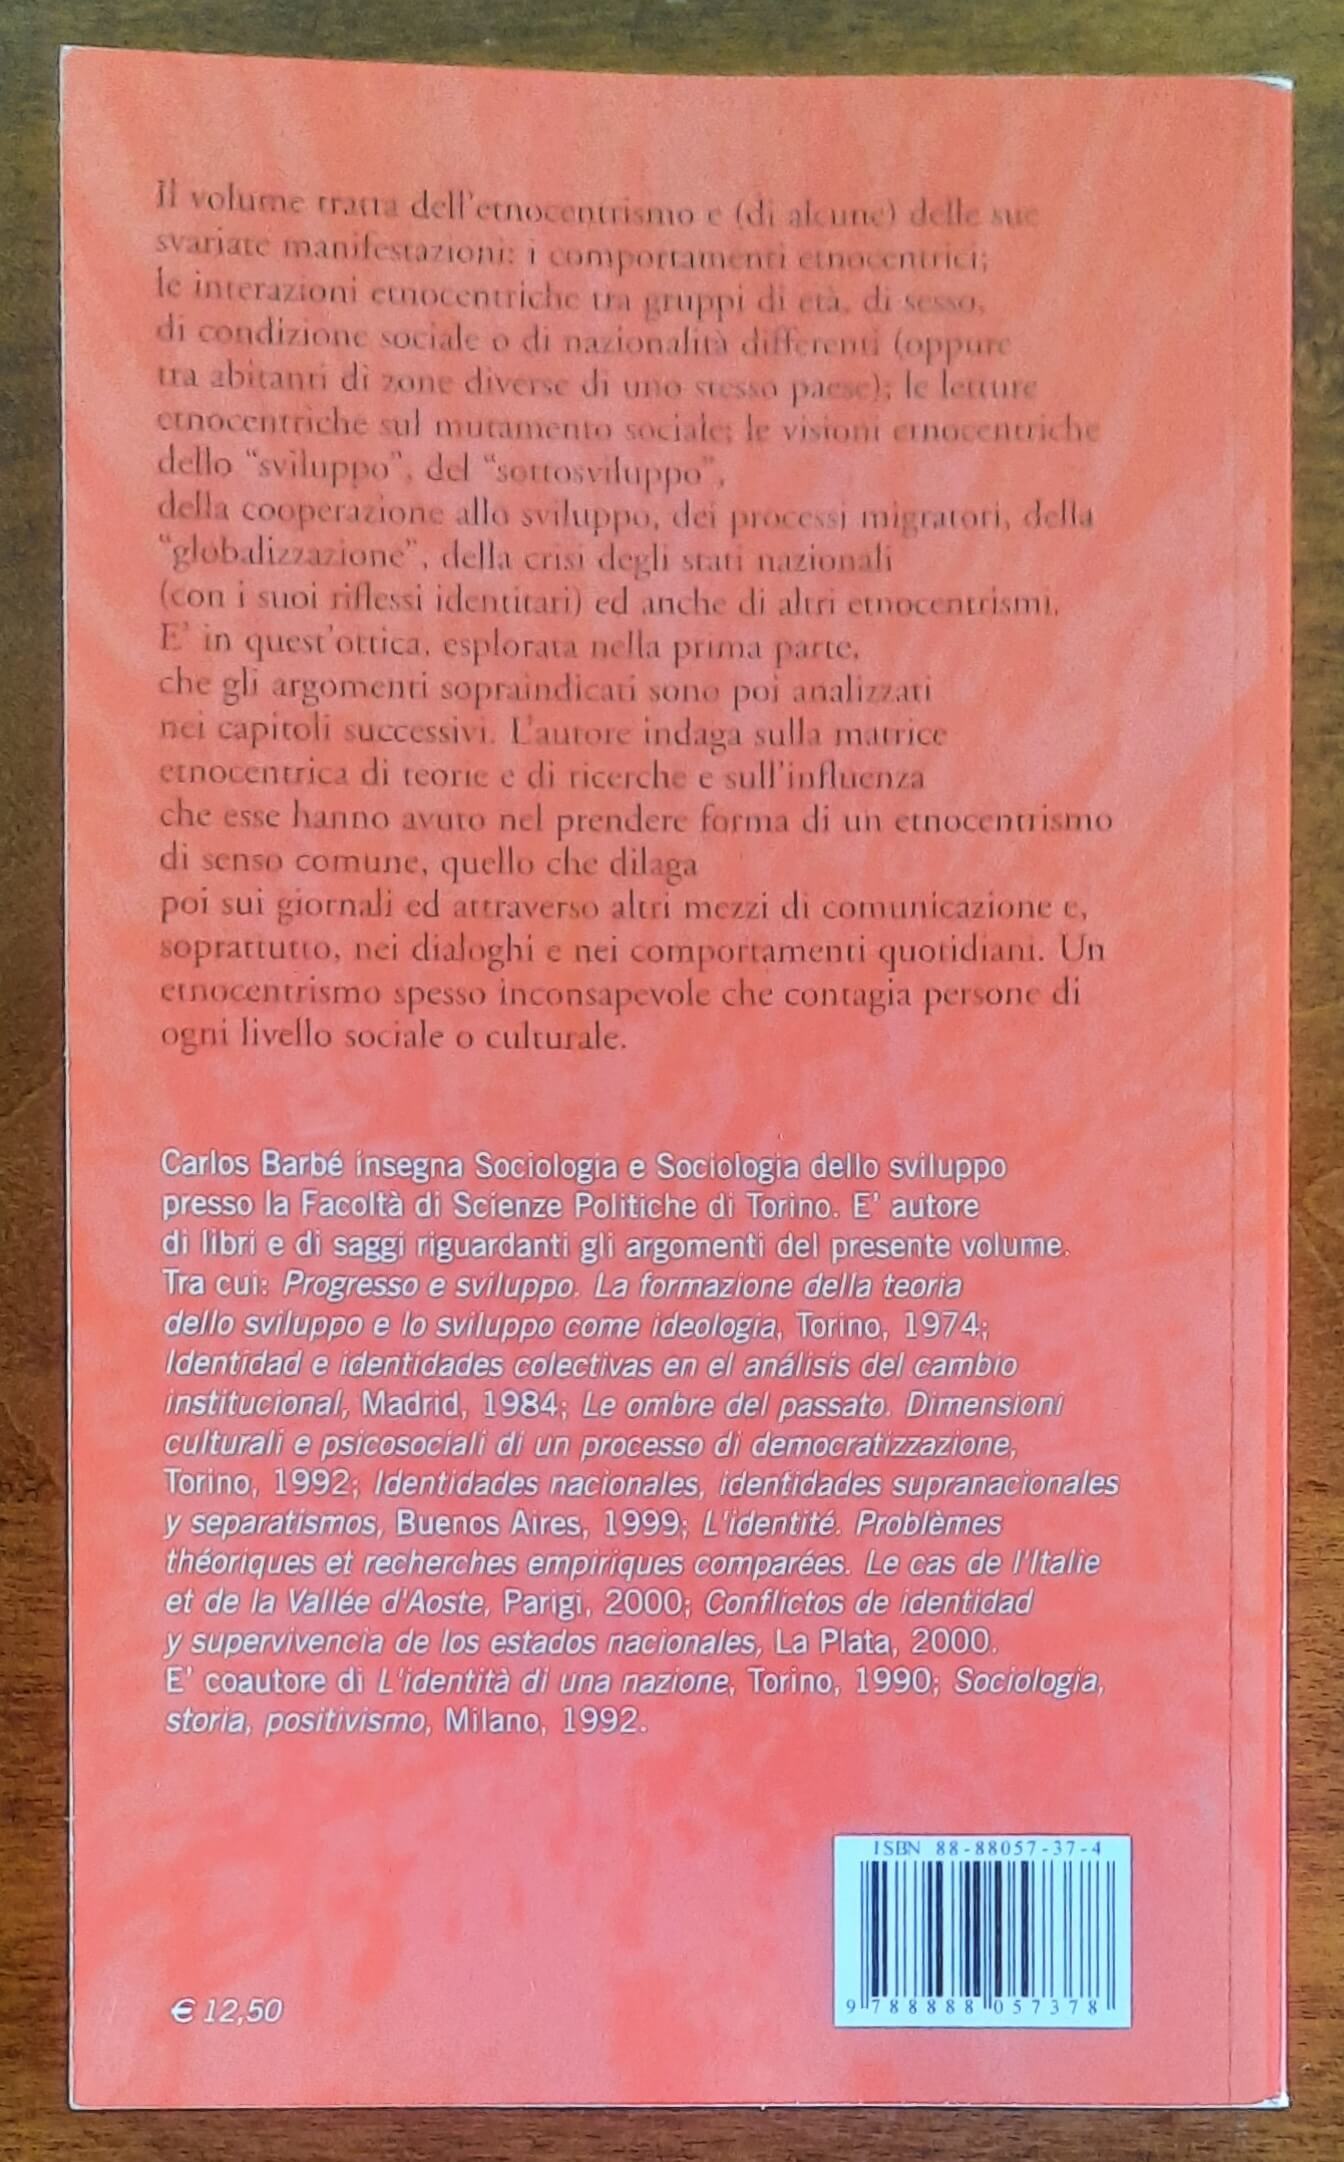 Il volume tratta dell'etnocentrismo e (di alcune) delle sue
svariate manifestazioni: i comportamenti etnocentrici;
le interazioni etnocentriche tra gruppi di età, di sesso,
di condizione sociale o di nazionalità differenti (oppure
tra abitanti di zone diverse di uno stesso paese); le letture
etnocentriche sul mutamento sociale; le visioni etnocentriche
dello "sviluppo", del "sottosviluppo",
della cooperazione allo sviluppo, dei processi migratori, della
"globalizzazione", della crisi degli stati nazionali
(con i suoi riflessi identitari) ed anche di altri etnocentrismi.
E' in quest'ottica, esplorata nella prima parte,
che gli argomenti sopraindicati sono poi analizzati
nei capitoli successivi. L'autore indaga sulla matrice
etnocentrica di teorie e di ricerche e sull'influenza
che esse hanno avuto nel prendere forma di un etnocentrismo
di senso comune, quello che dilaga
poi sui giornali ed attraverso altri mezzi di comunicazione e,
soprattutto, nei dialoghi e nei comportamenti quotidiani. Un
etnocentrismo spesso inconsapevole che contagia persone di
ogni livello sociale o culturale.
Carlos Barbé insegna Sociologia e Sociologia dello sviluppo
presso la Facoltà di Scienze Politiche di Torino. E' autore
di libri e di saggi riguardanti gli argomenti del presente volume.
Tra cui: Progresso e sviluppo. La formazione della teoria
dello sviluppo e lo sviluppo come ideologia, Torino, 1974;
Identidad e identidades colectivas en el análisis del cambio
institucional, Madrid, 1984; Le ombre del passato. Dimensioni
culturali e psicosociali di un processo di democratizzazione,
Torino, 1992; Identidades nacionales, identidades supranacionales
y separatismos, Buenos Aires, 1999; L'identité. Problèmes
théoriques et recherches empiriques comparées. Le cas de l'Italie
et de la Vallée d'Aoste, Parigi, 2000; Conflictos de identidad
y supervivencia de los estados nacionales, La Plata, 2000.
E' coautore di L'identità di una nazione, Torino, 1990; Sociologia,
storia, positivismo, Milano, 1992.
ISBN 88-88057-37-4
9 788888 057378
€ 12,50